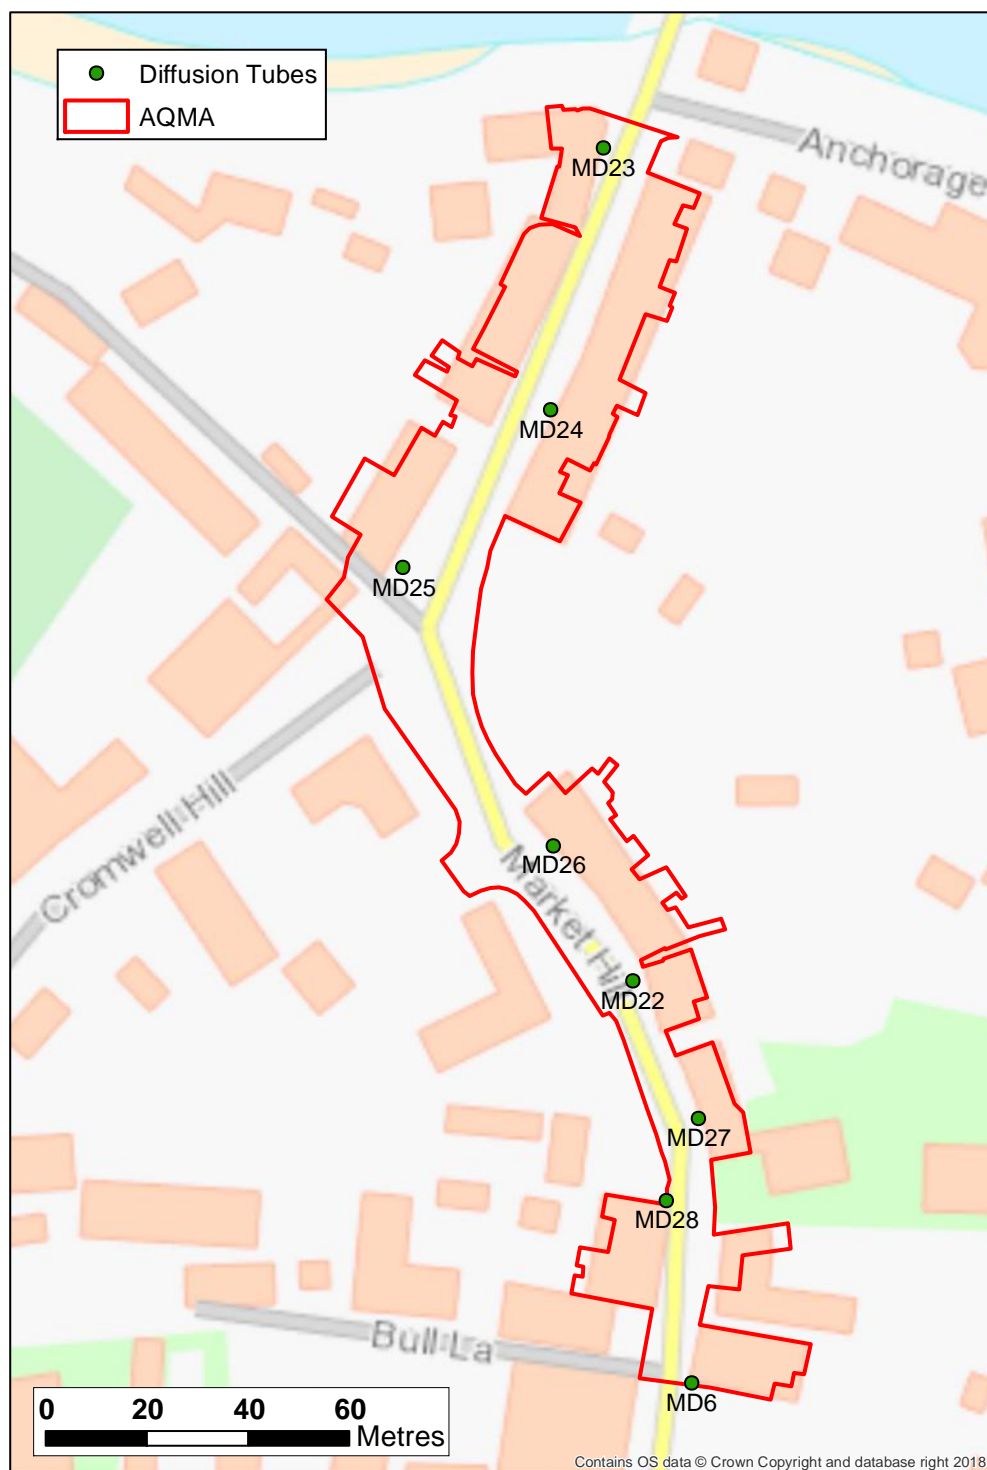 Diffusion Tubes
AQMA
Anchorage
MD23
MD24
MD25
MD26
Cromwell Hill
Market Hill
MD22
MD27
MD28
Bull La
MD6
0 20 40 60
Metres
Contains OS data © Crown Copyright and database right 2018